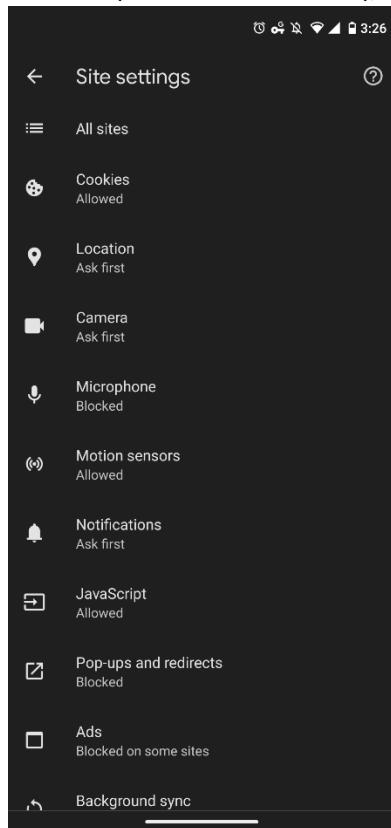 3:26
Site settings
All sites
Cookies
Allowed
Location
Ask first
Camera
Ask first
Microphone
Blocked
Motion sensors
Allowed
Notifications
Ask first
JavaScript
Allowed
Pop-ups and redirects
Blocked
Ads
Blocked on some sites
Background sync